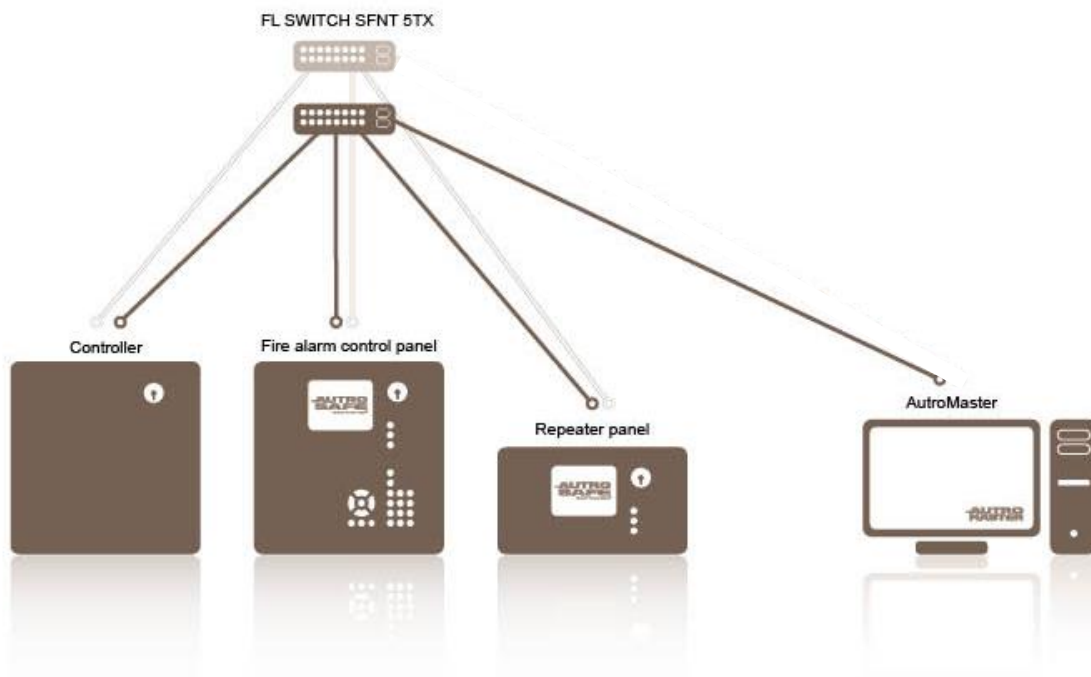 FL SWITCH SFNT 5TX
Controller
Fire alarm control panel
AUTRO
SAFE
Repeater panel
AUTRO
SAFE
AutroMaster
AUTRO
MASTER